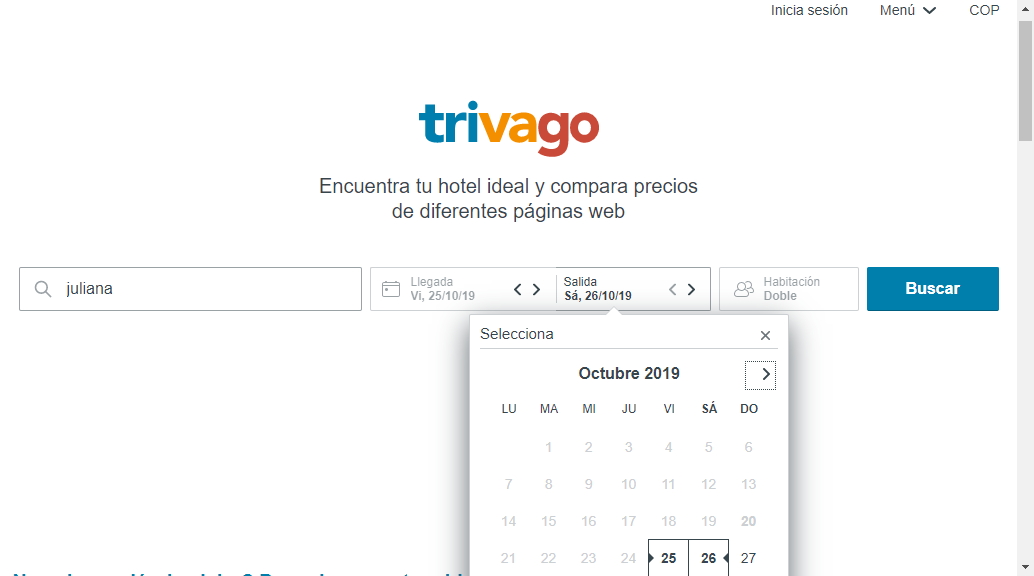 Inicia sesión Menú COP
trivago
Encuentra tu hotel ideal y compara precios
de diferentes páginas web
juliana
Llegada
Vi, 25/10/19
Salida
Sá, 26/10/19
Habitación
Doble
Buscar
Selecciona
Octubre 2019
LU MA MI JU VI SÁ DO
1 2 3 4 5 6
7 8 9 10 11 12 13
14 15 16 17 18 19 20
21 22 23 24 25 26 27